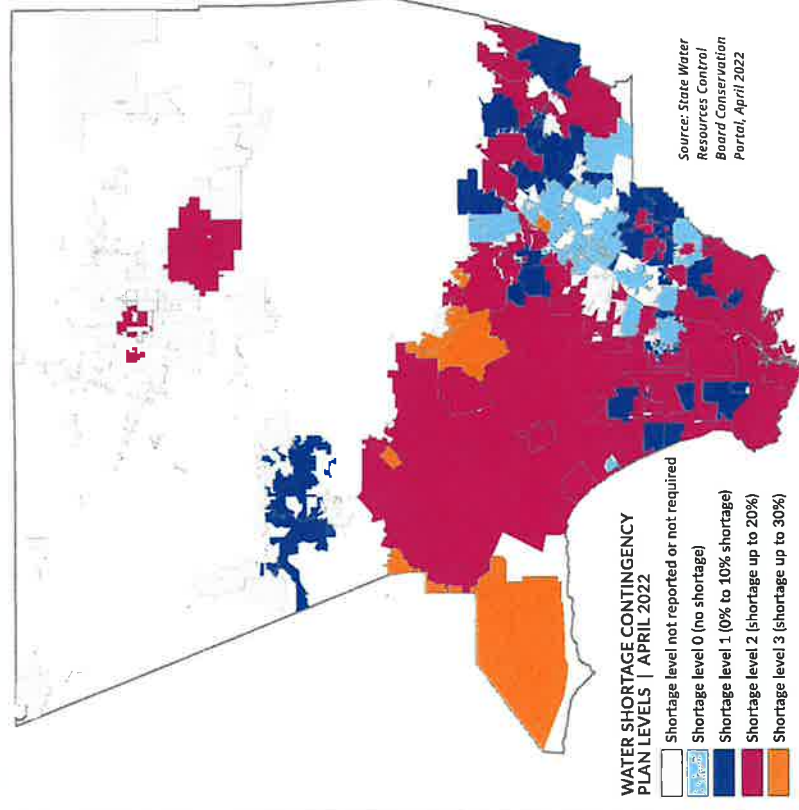 WATER SHORTAGE CONTINGENCY
PLAN LEVELS | APRIL 2022
Shortage level not reported or not required
Shortage level 0 (no shortage)
Shortage level 1 (0% to 10% shortage)
Shortage level 2 (shortage up to 20%)
Shortage level 3 (shortage up to 30%)
Source: State Water
Resources Control
Board Conservation
Portal, April 2022